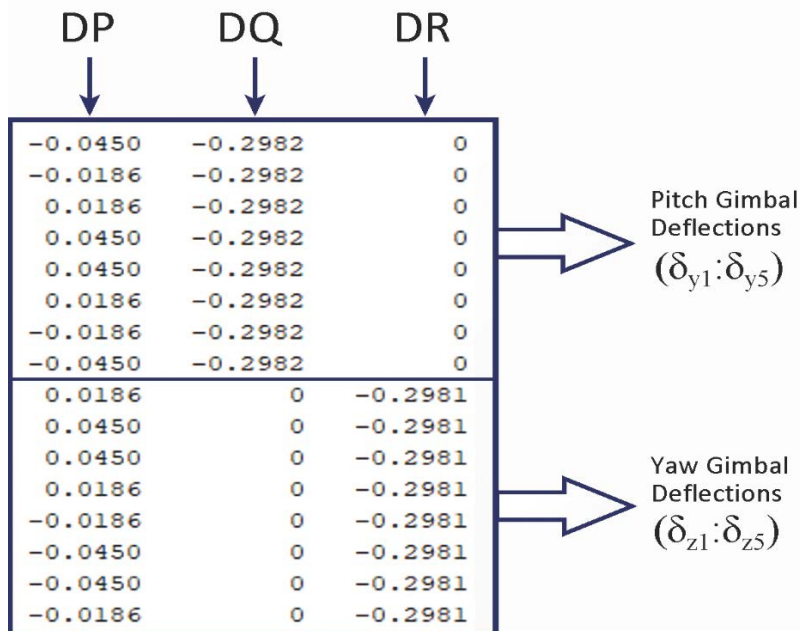 DP DQ DR
-0.0450 -0.2982 0
-0.0186 -0.2982 0
0.0186 -0.2982 0
0.0450 -0.2982 0
0.0450 -0.2982 0
0.0186 -0.2982 0
-0.0186 -0.2982 0
-0.0450 -0.2982 0
Pitch Gimbal
Deflections
(δy1:δy5)
0.0186 0 -0.2981
0.0450 0 -0.2981
0.0450 0 -0.2981
0.0186 0 -0.2981
-0.0186 0 -0.2981
-0.0450 0 -0.2981
-0.0450 0 -0.2981
-0.0186 0 -0.2981
Yaw Gimbal
Deflections
(δz1:δz5)